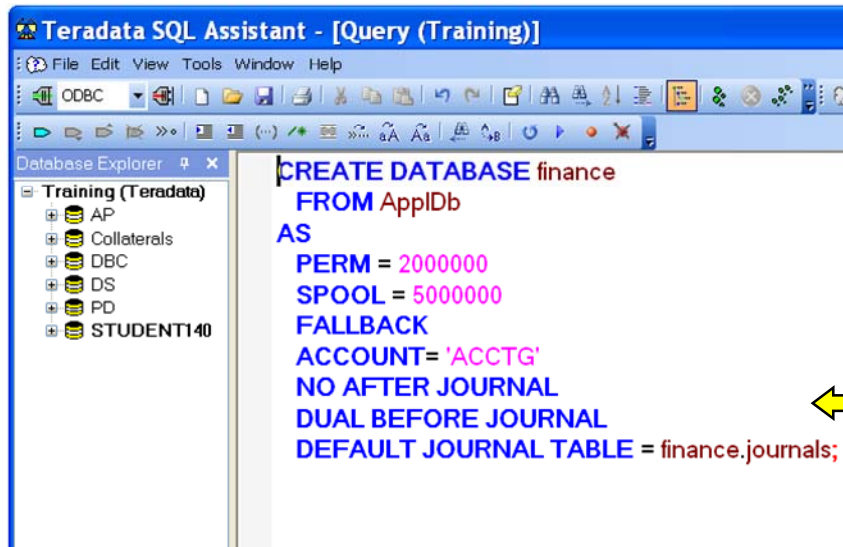 Teradata SQL Assistant - [Query (Training)]
File Edit View Tools Window Help
ODBC
Database Explorer
Training (Teradata)
AP
Collaterals
DBC
DS
PD
STUDENT140
CREATE DATABASE finance
FROM ApplDb
AS
PERM = 2000000
SPOOL = 5000000
FALLBACK
ACCOUNT= 'ACCTG'
NO AFTER JOURNAL
DUAL BEFORE JOURNAL
DEFAULT JOURNAL TABLE = finance.journals;